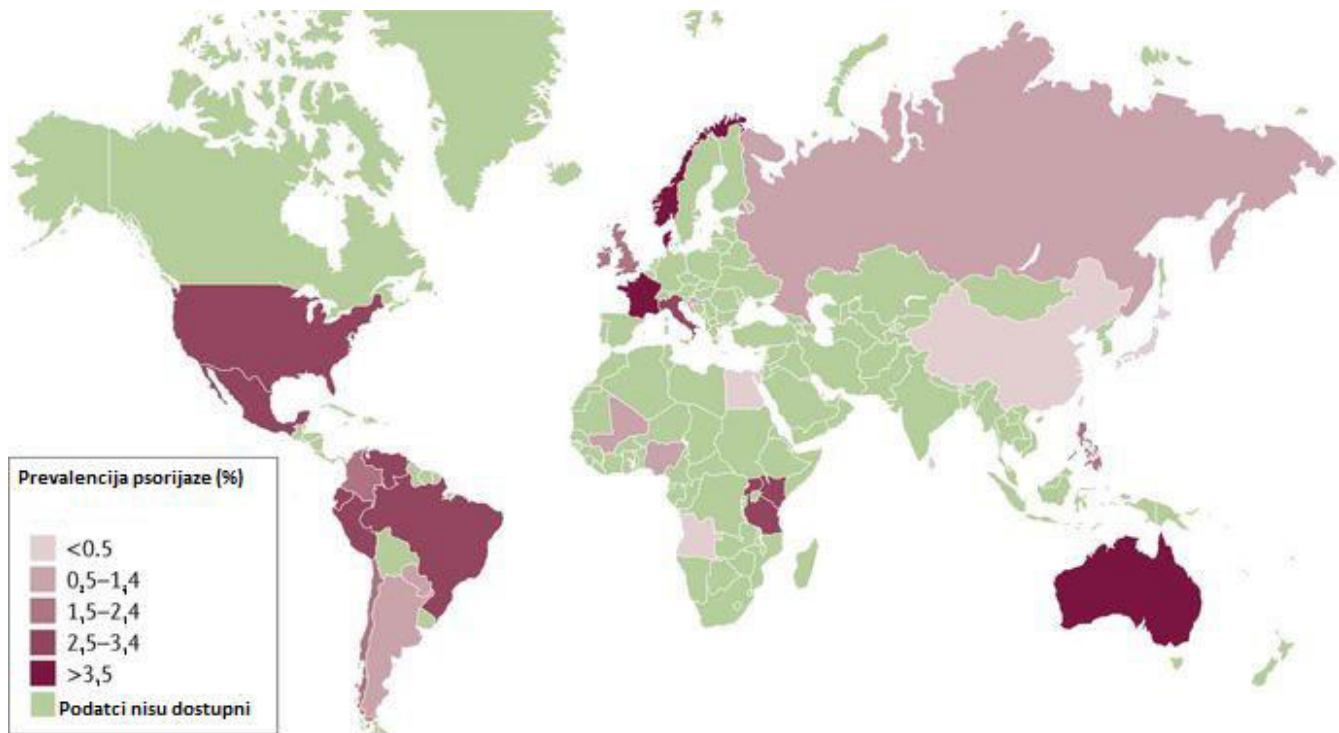 Prevalencija psorijaze (%)
<0.5
0,5–1,4
1,5–2,4
2,5–3,4
>3,5
Podatci nisu dostupni